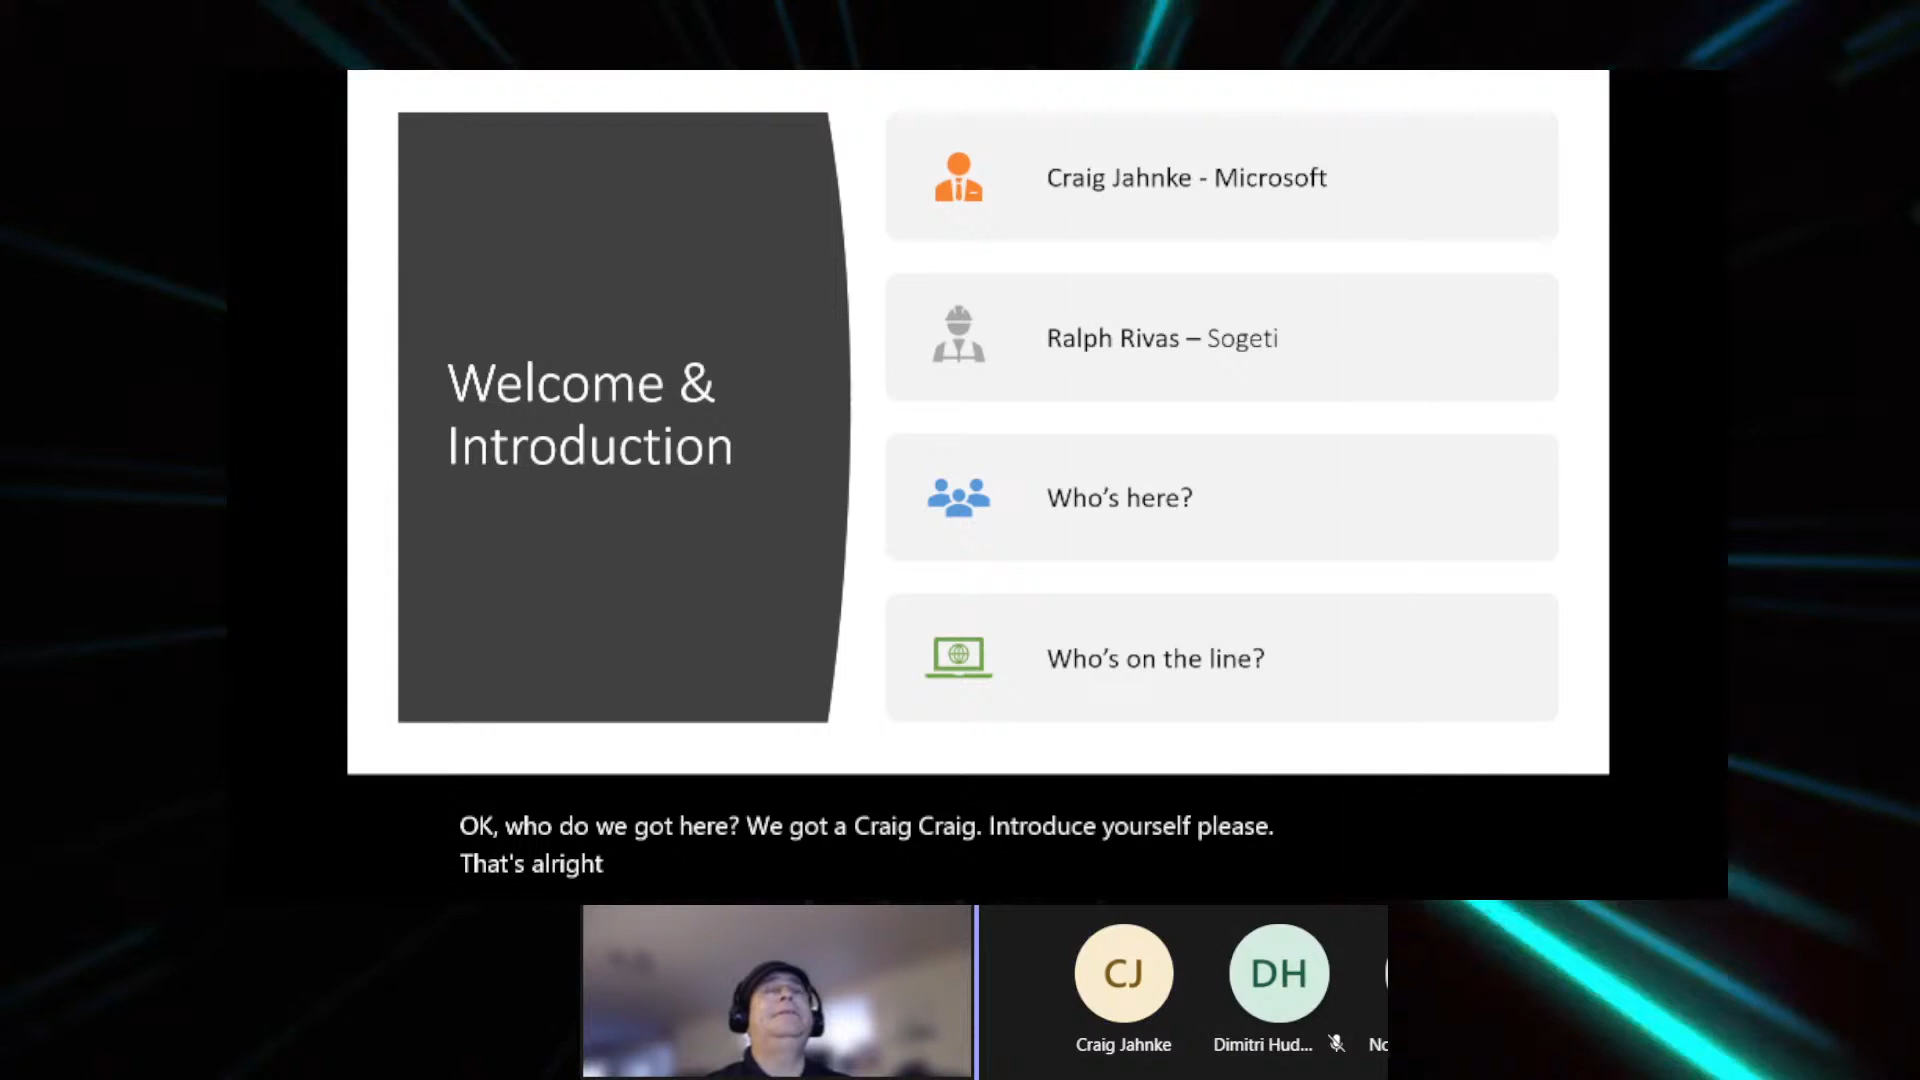 Welcome &
Introduction
Craig Jahnke - Microsoft
Ralph Rivas – Sogeti
Who’s here?
Who’s on the line?
OK, who do we got here? We got a Craig Craig. Introduce yourself please.
That's alright
CJ
DH
Craig Jahnke
Dimitri Hud...
No